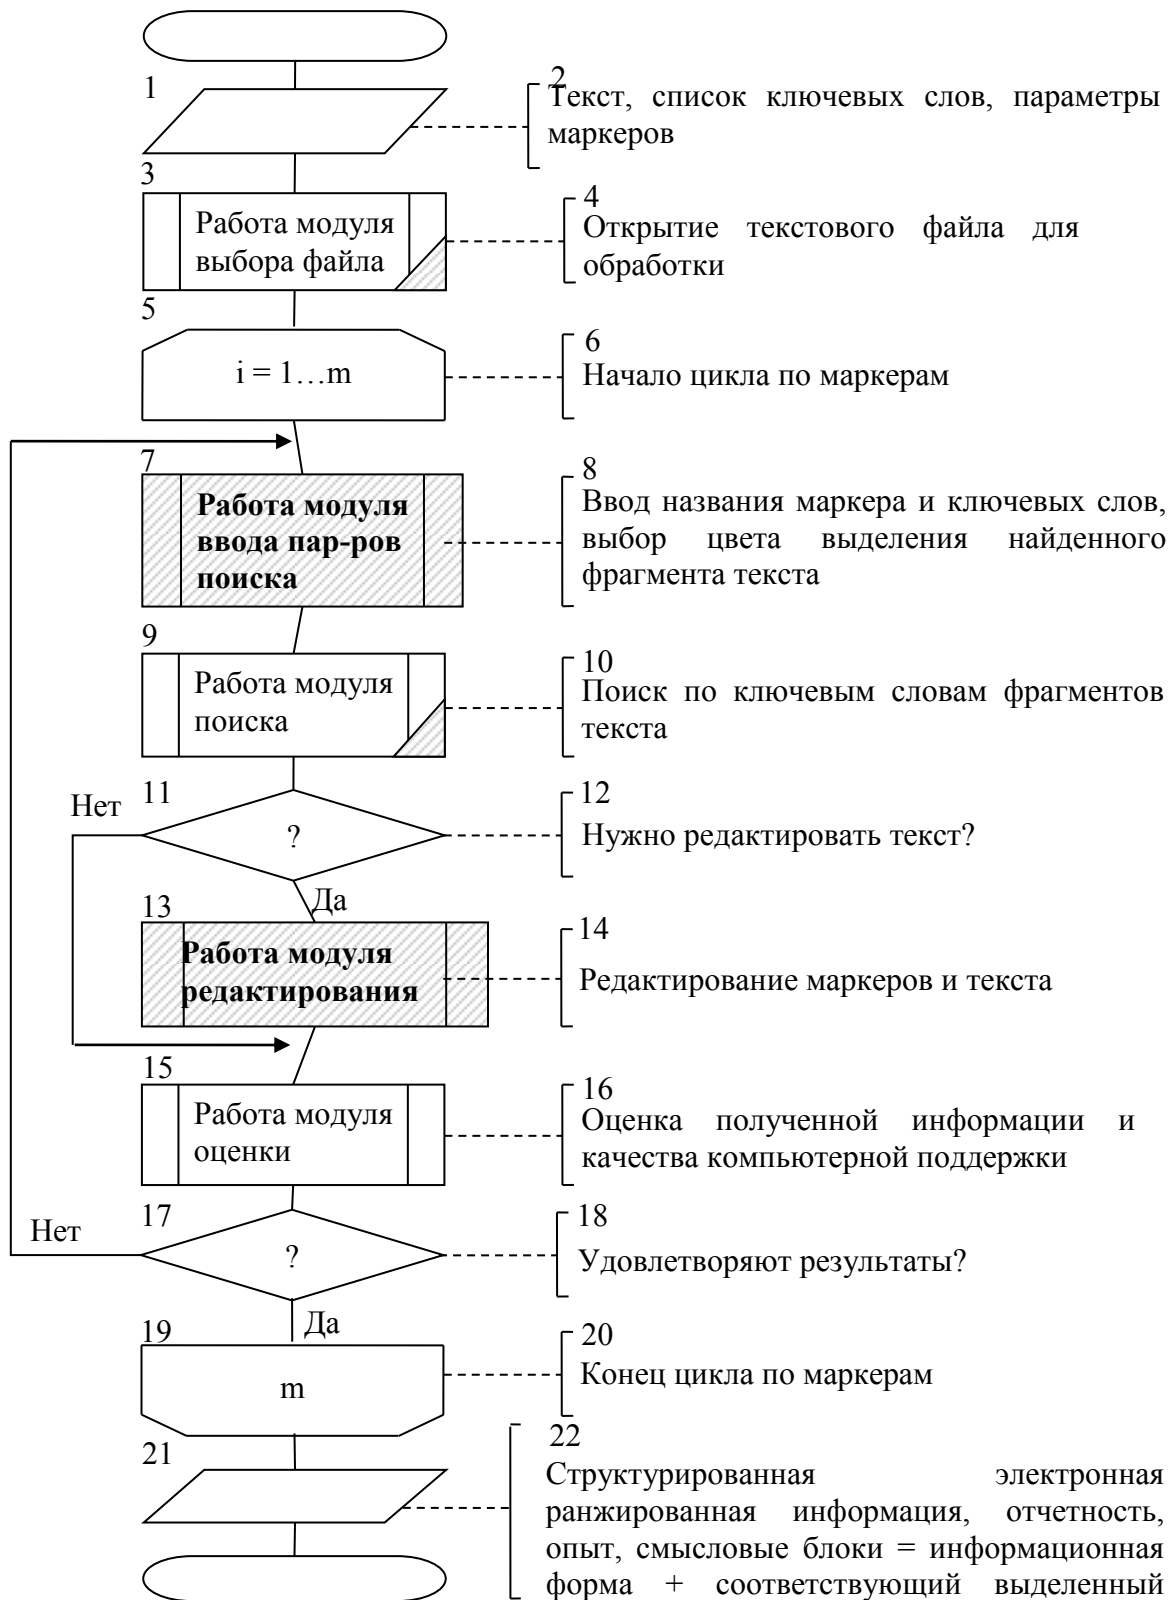 1
2
Текст, список ключевых слов, параметры
маркеров
3
Работа модуля
выбора файла
4
Открытие текстового файла для
обработки
5
i = 1…m
6
Начало цикла по маркерам
7
Работа модуля
ввода пар-ров
поиска
8
Ввод названия маркера и ключевых слов,
выбор цвета выделения найденного
фрагмента текста
9
Работа модуля
поиска
10
Поиск по ключевым словам фрагментов
текста
11
Нет
?
12
Нужно редактировать текст?
Да
13
Работа модуля
редактирования
14
Редактирование маркеров и текста
15
Работа модуля
оценки
16
Оценка полученной информации и
качества компьютерной поддержки
17
Нет
?
18
Удовлетворяют результаты?
Да
19
m
20
Конец цикла по маркерам
21
22
Структурированная электронная
ранжированная информация, отчетность,
опыт, смысловые блоки = информационная
форма + соответствующий выделенный